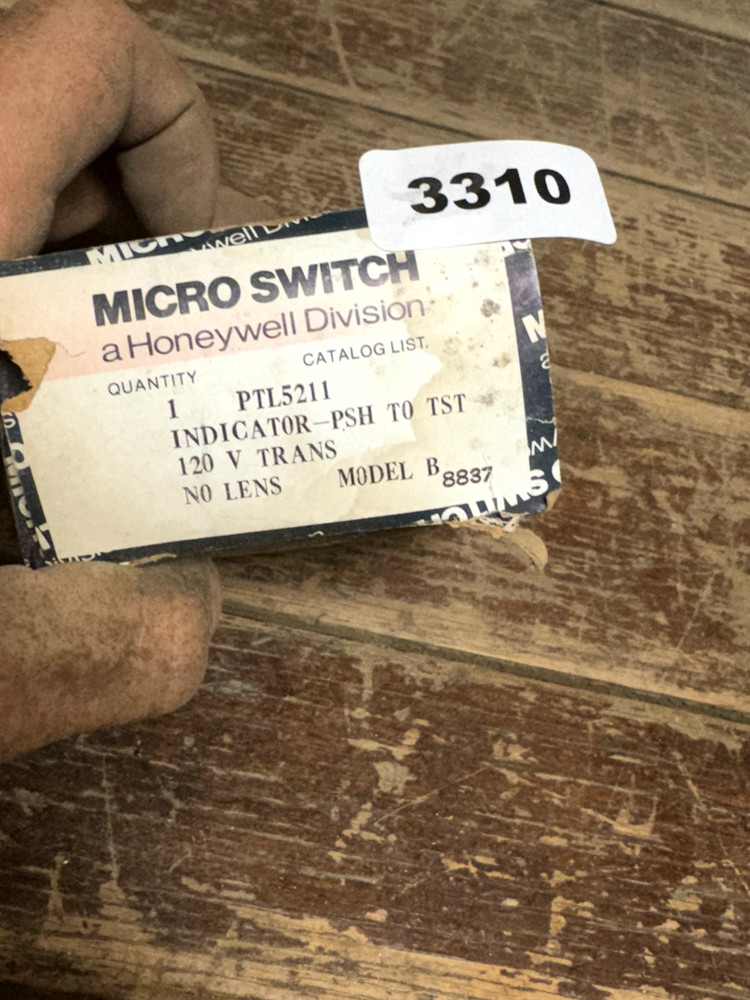 3310
MICRO SWITCH
a Honeywell Division
CATALOG LIST.
QUANTITY
1 PTL5211
INDICATOR—PSH TO TST
120 V TRANS
NO LENS MODEL B 8837